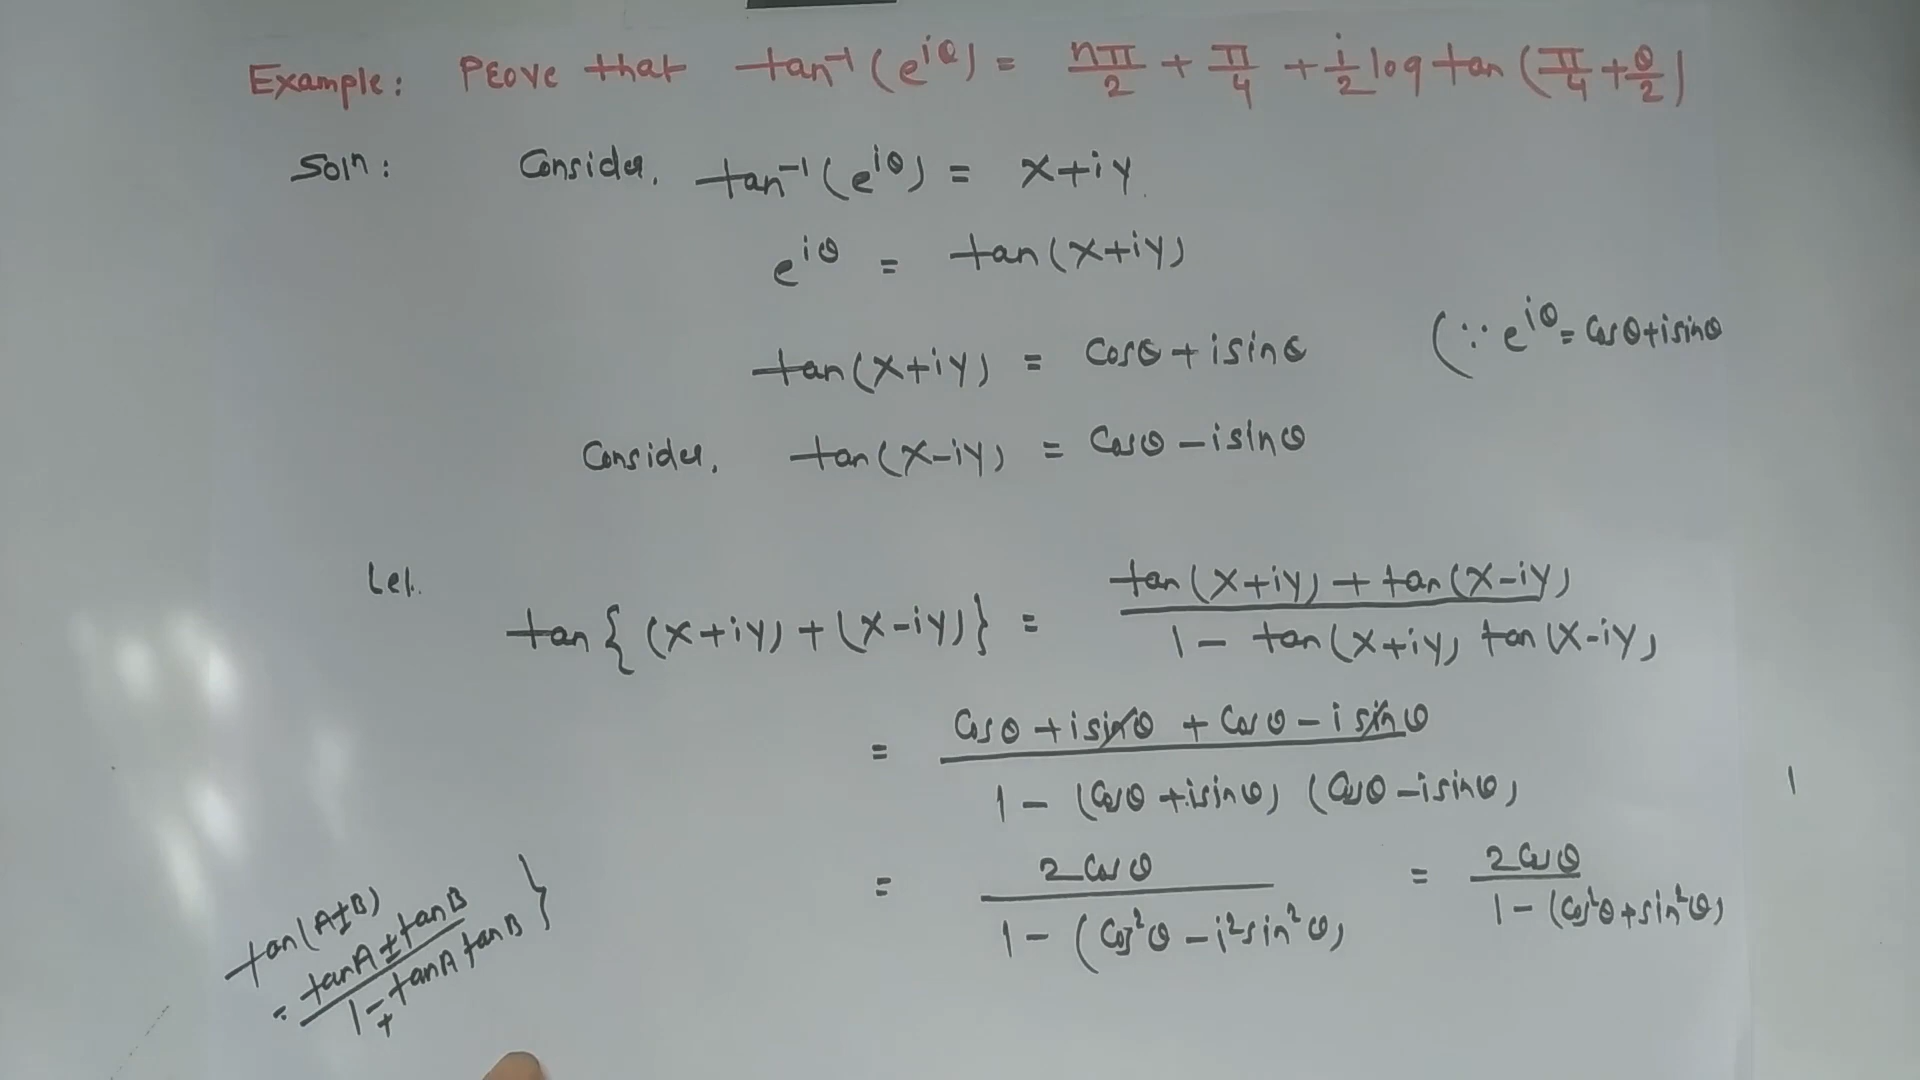 Example: Prove that tan⁻¹(e^{iθ}) = nπ/2 + π/4 + i/2 log tan(π/4 + θ/2)
Soln: Consider, tan⁻¹(e^{iθ}) = x+iy
e^{iθ} = tan(x+iy)
tan(x+iy) = Cosθ + isinθ (∵ e^{iθ} = Cosθ+isinθ
Consider, tan(x-iy) = Cosθ - isinθ
Let. tan{(x+iy) + (x-iy)} = tan(x+iy) + tan(x-iy) / 1 - tan(x+iy) tan(x-iy)
= Cosθ + isinθ + Cosθ - isinθ / 1 - (Cosθ + isinθ) (Cosθ - isinθ)
= 2Cosθ / 1 - (Cos²θ - i²sin²θ) = 2Cosθ / 1 - (Cos²θ + sin²θ)
tan(A±B)
= tanA ± tanB / 1 ∓ tanA tanB }